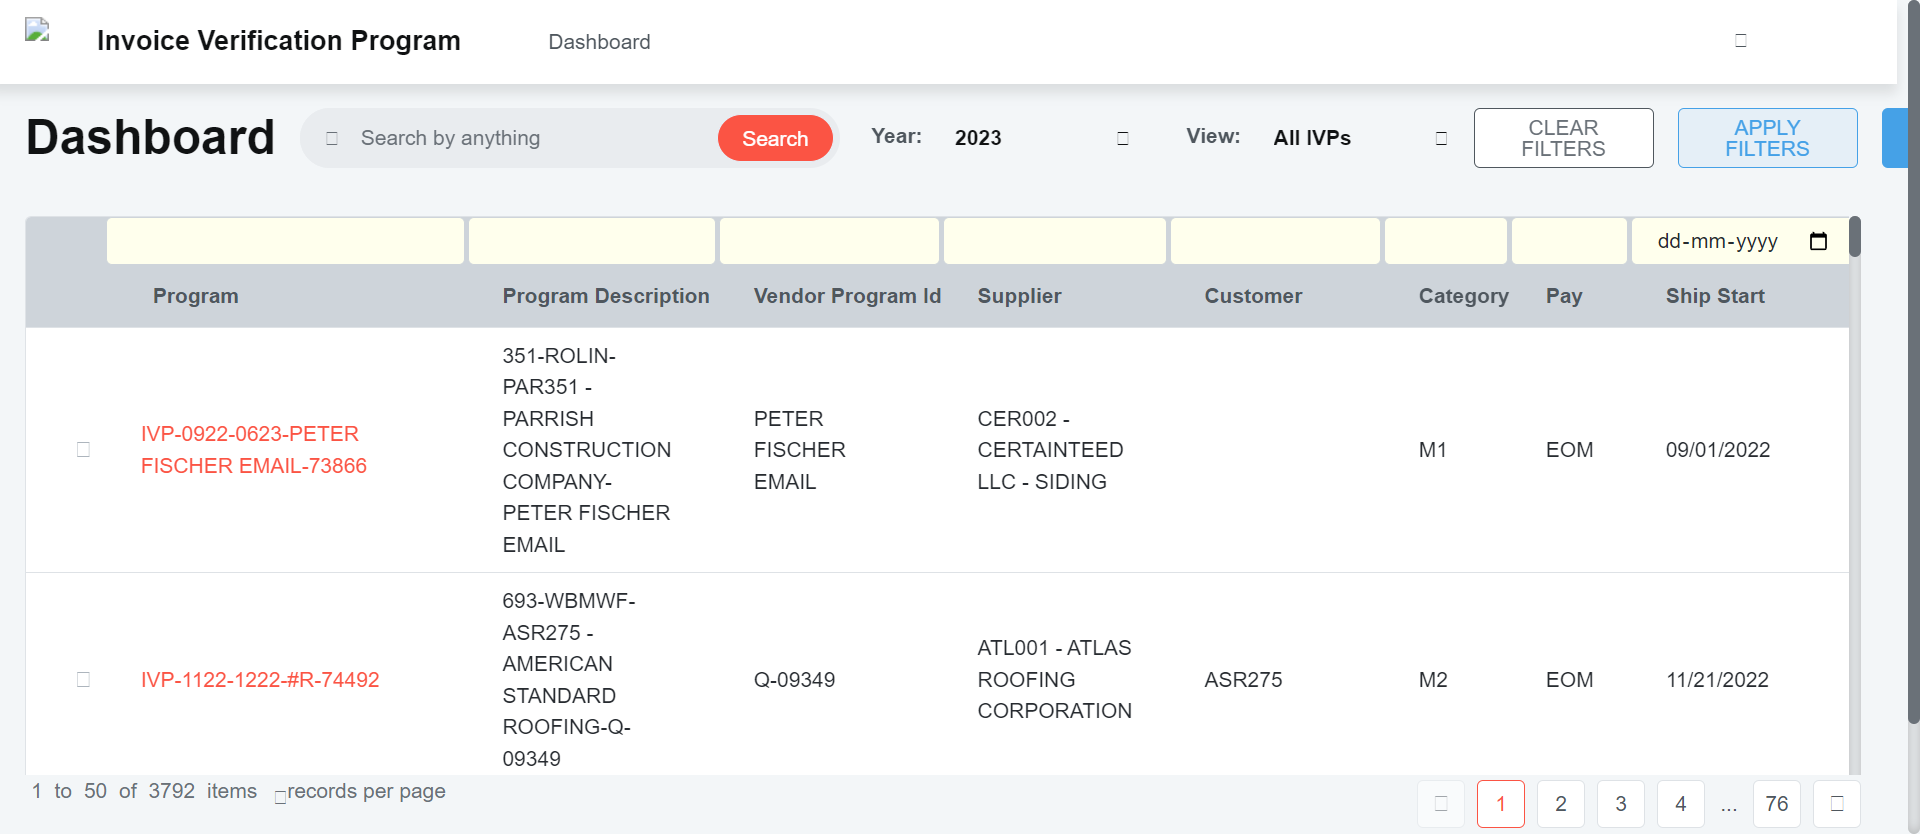 Invoice Verification Program
Dashboard
Dashboard
Search by anything
Search
Year:
2023
View:
All IVPs
CLEAR
FILTERS
APPLY
FILTERS
dd-mm-yyyy
Program
Program Description
Vendor Program Id
Supplier
Customer
Category
Pay
Ship Start
IVP-0922-0623-PETER
FISCHER EMAIL-73866
351-ROLIN-
PAR351 -
PARRISH
CONSTRUCTION
COMPANY-
PETER FISCHER
EMAIL
PETER
FISCHER
EMAIL
CER002 -
CERTAINTEED
LLC - SIDING
M1
EOM
09/01/2022
IVP-1122-1222-#R-74492
693-WBMWF-
ASR275 -
AMERICAN
STANDARD
ROOFING-Q-
09349
Q-09349
ATL001 - ATLAS
ROOFING
CORPORATION
ASR275
M2
EOM
11/21/2022
1 to 50 of 3792 items
records per page
1
2
3
4
...
76